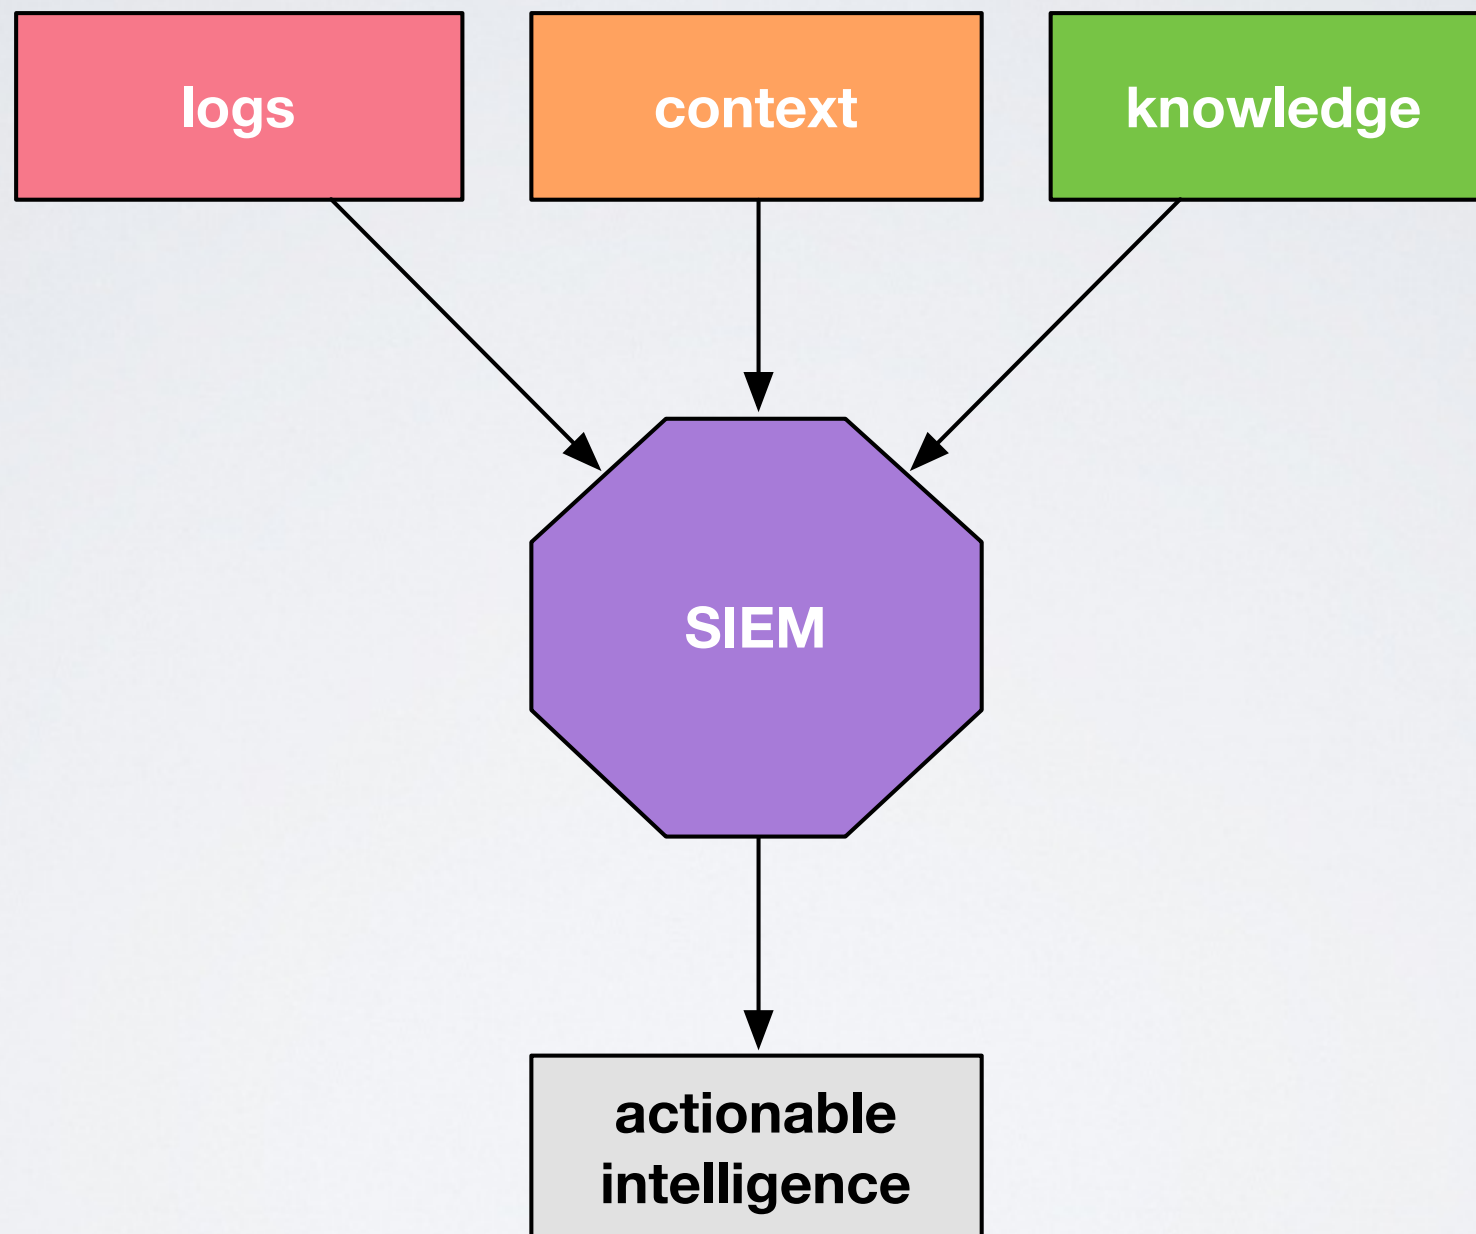 logs
context
knowledge
SIEM
actionable
intelligence